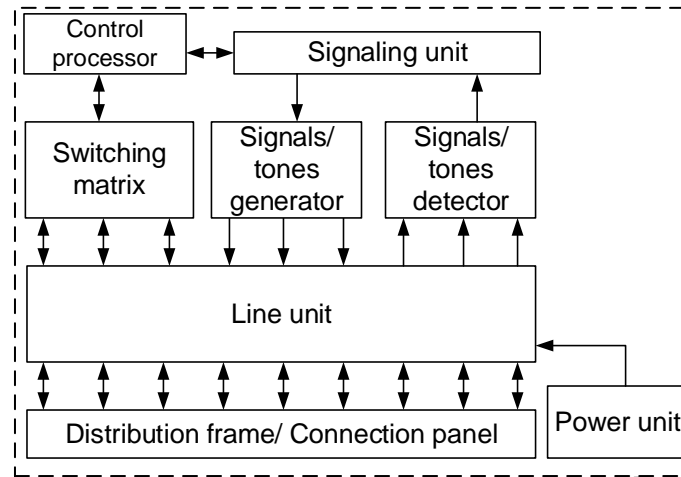 Control
processor
Signaling unit
Switching
matrix
Signals/
tones
generator
Signals/
tones
detector
Line unit
Distribution frame/ Connection panel
Power unit